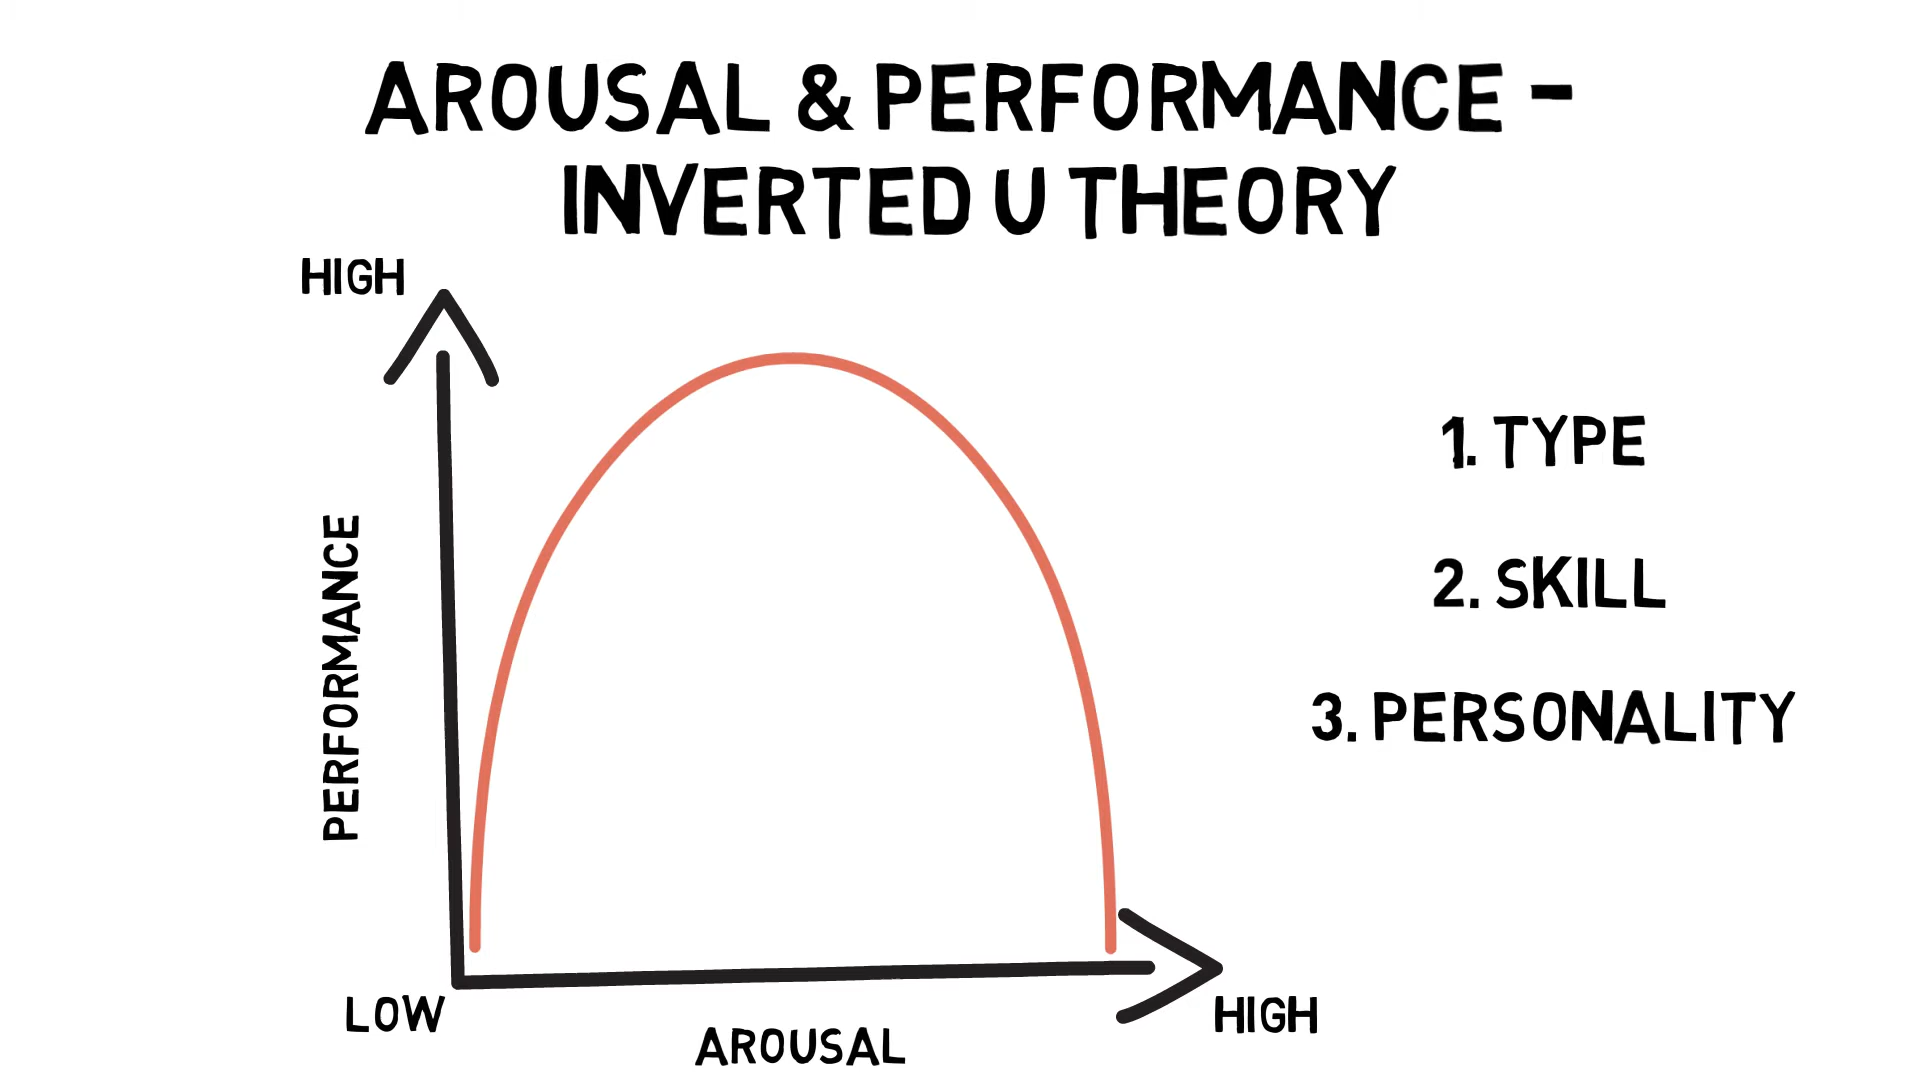 AROUSAL & PERFORMANCE -
INVERTED U THEORY
HIGH
PERFORMANCE
1. TYPE
2. SKILL
3. PERSONALITY
LOW
AROUSAL
HIGH